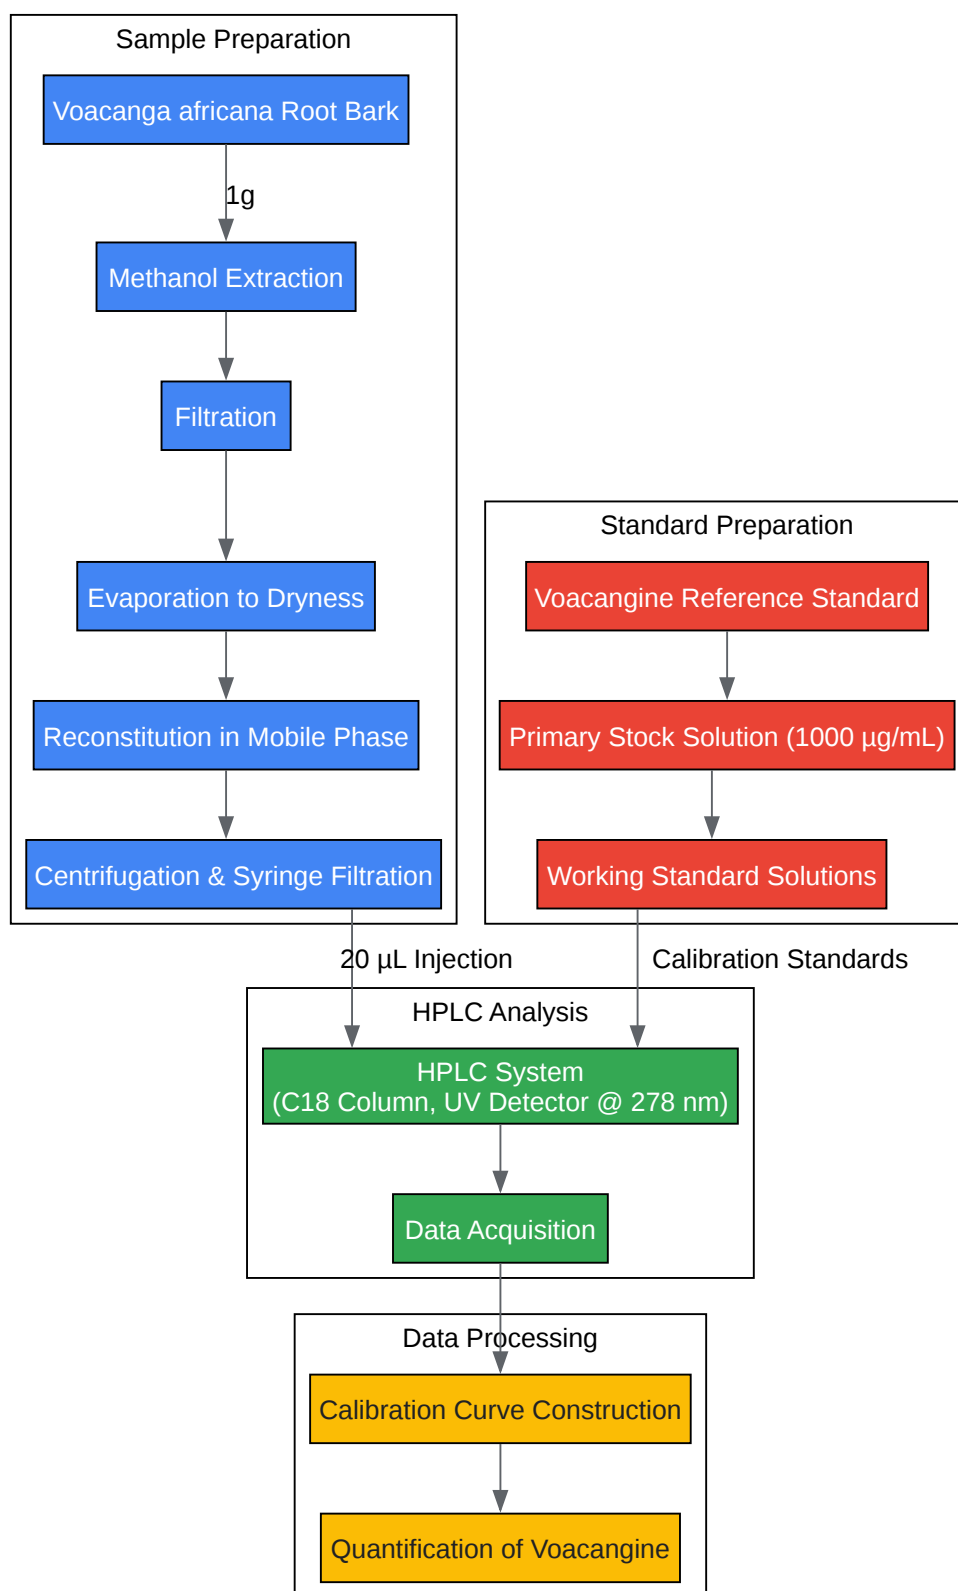 Sample Preparation
Voacanga africana Root Bark
1g
Methanol Extraction
Filtration
Evaporation to Dryness
Reconstitution in Mobile Phase
Centrifugation & Syringe Filtration
Standard Preparation
Voacangine Reference Standard
Primary Stock Solution (1000 µg/mL)
Working Standard Solutions
20 µL Injection
Calibration Standards
HPLC Analysis
HPLC System
(C18 Column, UV Detector @ 278 nm)
Data Acquisition
Data Processing
Calibration Curve Construction
Quantification of Voacangine